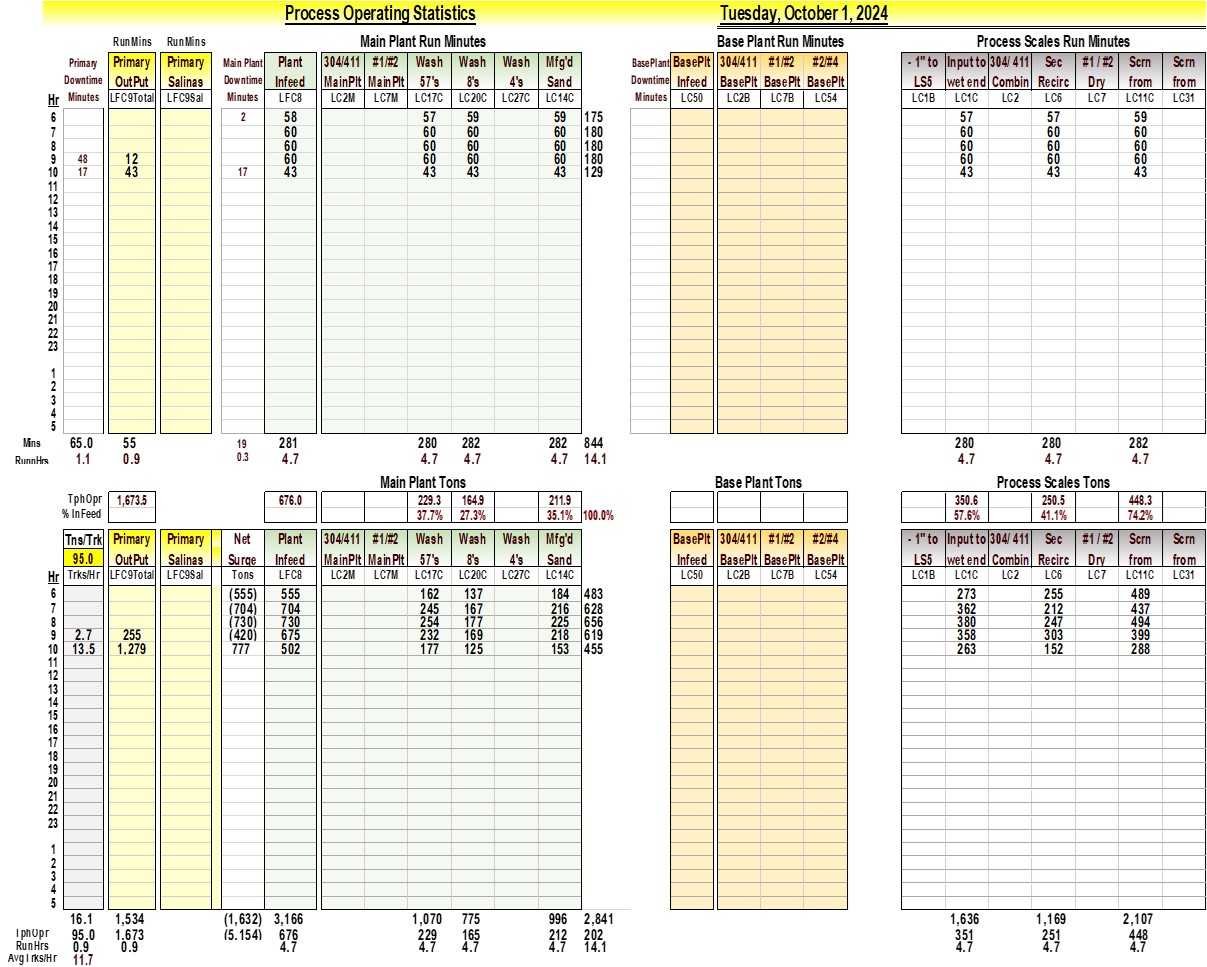 Process Operating Statistics Tuesday, October 1, 2024
RunMins RunMins Main Plant Run Minutes Base Plant Run Minutes Process Scales Run Minutes
Primary Primary Primary Main Plant Plant 304/411 #1/#2 Wash Wash Wash Mfg'd BasePlant BasePlt 304/411 #1/#2 #2/#4 - 1" to Input to 304/ 411 Sec #1 / #2 Scrn Scrn
Downtime OutPut Salinas Downtime Infeed MainPlt MainPlt 57's 8's 4's Sand Downtime Infeed BasePlt BasePlt BasePlt LS5 wet end Combin Recirc Dry from from
Hr Minutes LFC9Total LFC9Sal Minutes LFC8 LC2M LC7M LC17C LC20C LC27C LC14C Minutes LC50 LC2B LC7B LC54 LC1B LC1C LC2 LC6 LC7 LC11C LC31
6 2 58 57 59 59 175 57 57 59
7 60 60 60 60 180 60 60 60
8 60 60 60 60 180 60 60 60
9 48 12 60 60 60 60 180 60 60 60
10 17 43 17 43 43 43 43 129 43 43 43
11
12
13
14
15
16
17
18
19
20
21
22
23
1
2
3
4
5
Mins 65.0 55 19 281 280 282 282 844 280 280 282
RunnHrs 1.1 0.9 0.3 4.7 4.7 4.7 4.7 14.1 4.7 4.7 4.7
Main Plant Tons Base Plant Tons Process Scales Tons
TphOpr 1,673.5 676.0 229.3 164.9 211.9 350.6 250.5 448.3
% InFeed 37.7% 27.3% 35.1% 100.0% 57.6% 41.1% 74.2%
Tns/Trk Primary Primary Net Plant 304/411 #1/#2 Wash Wash Wash Mfg'd BasePlt 304/411 #1/#2 #2/#4 - 1" to Input to 304/ 411 Sec #1 / #2 Scrn Scrn
95.0 OutPut Salinas Surge Infeed MainPlt MainPlt 57's 8's 4's Sand Infeed BasePlt BasePlt BasePlt LS5 wet end Combin Recirc Dry from from
Hr Trks/Hr LFC9Total LFC9Sal Tons LFC8 LC2M LC7M LC17C LC20C LC27C LC14C LC50 LC2B LC7B LC54 LC1B LC1C LC2 LC6 LC7 LC11C LC31
6 (555) 555 162 137 184 483 273 255 489
7 (704) 704 245 167 216 628 362 212 437
8 (730) 730 254 177 225 656 380 247 494
9 2.7 255 (420) 675 232 169 218 619 358 303 399
10 13.5 1,279 777 502 177 125 153 455 263 152 288
11
12
13
14
15
16
17
18
19
20
21
22
23
1
2
3
4
5
16.1 1,534 (1,632) 3,166 1,070 775 996 2,841 1,636 1,169 2,107
TphOpr 95.0 1,673 (5,154) 676 229 165 212 202 351 251 448
RunHrs 0.9 0.9 4.7 4.7 4.7 4.7 14.1 4.7 4.7 4.7
AvgTrks/Hr 11.7